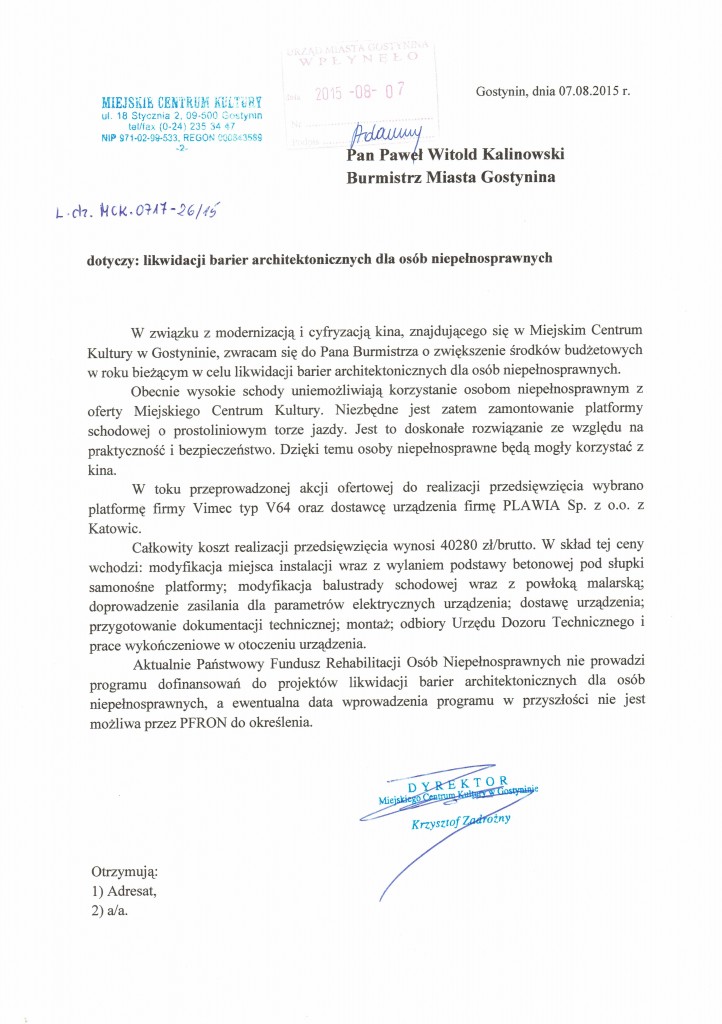 URZĄD MIASTA GOSTYNINA
WPŁYNĘŁO
2015 -08- 07
Gostynin, dnia 07.08.2015 r.
MIEJSKIE CENTRUM KULTURY
ul. 18 Stycznia 2, 09-500 Gostynin
tel/fax (0-24) 235 34 47
NIP 971-02-99-533, REGON
-2-
Pan Paweł Witold Kalinowski
Burmistrz Miasta Gostynina
L.dz. MCK.0717-26/15
dotyczy: likwidacji barier architektonicznych dla osób niepełnosprawnych
W związku z modernizacją i cyfryzacją kina, znajdującego się w Miejskim Centrum
Kultury w Gostyninie, zwracam się do Pana Burmistrza o zwiększenie środków budżetowych
w roku bieżącym w celu likwidacji barier architektonicznych dla osób niepełnosprawnych.
Obecnie wysokie schody uniemożliwiają korzystanie osobom niepełnosprawnym z
oferty Miejskiego Centrum Kultury. Niezbędne jest zatem zamontowanie platformy
schodowej o prostoliniowym torze jazdy. Jest to doskonałe rozwiązanie ze względu na
praktyczność i bezpieczeństwo. Dzięki temu osoby niepełnosprawne będą mogły korzystać z
kina.
W toku przeprowadzonej akcji ofertowej do realizacji przedsięwzięcia wybrano
platformę firmy Vimec typ V64 oraz dostawcę urządzenia firmę PLAWIA Sp. z o.o. z
Katowic.
Całkowity koszt realizacji przedsięwzięcia wynosi 40280 zł/brutto. W skład tej ceny
wchodzi: modyfikacja miejsca instalacji wraz z wylaniem podstawy betonowej pod słupki
samonośne platformy; modyfikacja balustrady schodowej wraz z powłoką malarską;
doprowadzenie zasilania dla parametrów elektrycznych urządzenia; dostawę urządzenia;
przygotowanie dokumentacji technicznej; montaż; odbiory Urzędu Dozoru Technicznego i
prace wykończeniowe w otoczeniu urządzenia.
Aktualnie Państwowy Fundusz Rehabilitacji Osób Niepełnosprawnych nie prowadzi
programu dofinansowań do projektów likwidacji barier architektonicznych dla osób
niepełnosprawnych, a ewentualna data wprowadzenia programu w przyszłości nie jest
możliwa przez PFRON do określenia.
DYREKTOR
Miejskiego Centrum Kultury w Gostyninie
Krzysztof Zadrożny
Otrzymują:
1) Adresat,
2) a/a.